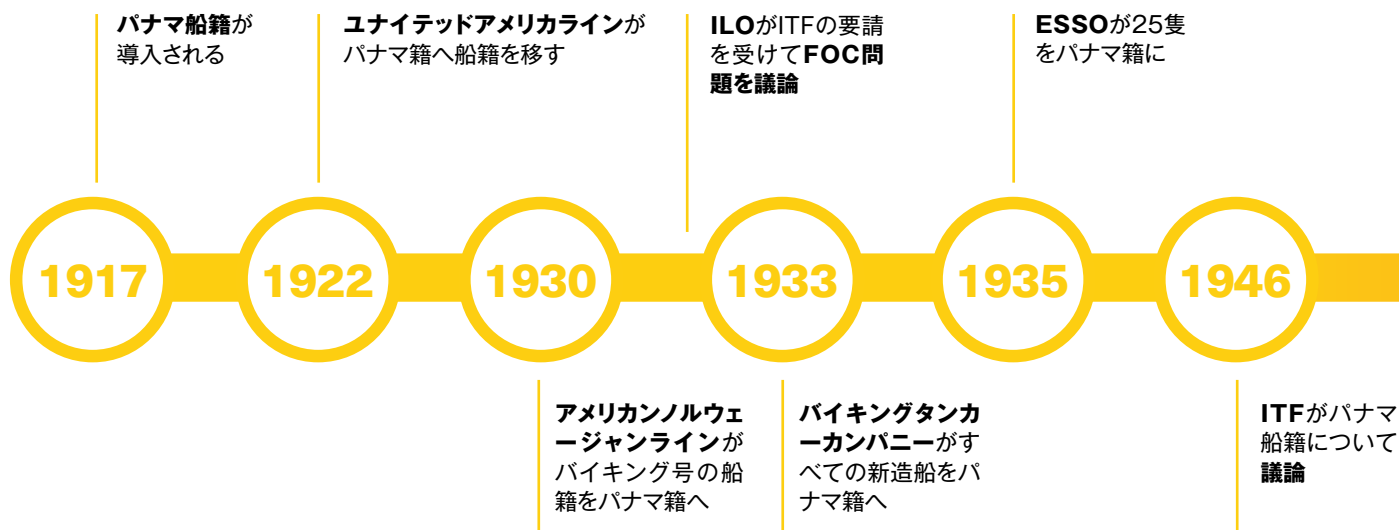 パナマ船籍が
導入される
ユナイテッドアメリカラインが
パナマ籍へ船籍を移す
ILOがITFの要請
を受けてFOC問
題を議論
ESSOが25隻
をパナマ籍に
1917
1922
1930
1933
1935
1946
アメリカンノルウェ
ージャンラインが
バイキング号の船
籍をパナマ籍へ
バイキングタンカ
ーカンパニーがす
べての新造船をパ
ナマ籍へ
ITFがパナマ
船籍について
議論